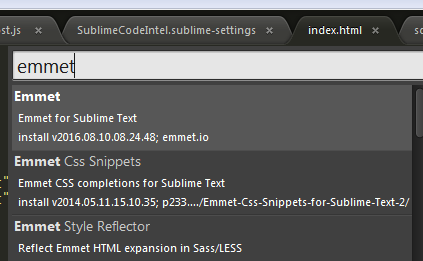 st.js × SublimeCodeIntel.sublime-settings × index.html ×
emmet
Emmet
Emmet for Sublime Text
install v2016.08.10.08.24.48; emmet.io
Emmet Css Snippets
Emmet CSS completions for Sublime Text
install v2014.05.11.15.10.35; p233..../Emmet-Css-Snippets-for-Sublime-Text-2/
Emmet Style Reflector
Reflect Emmet HTML expansion in Sass/LESS